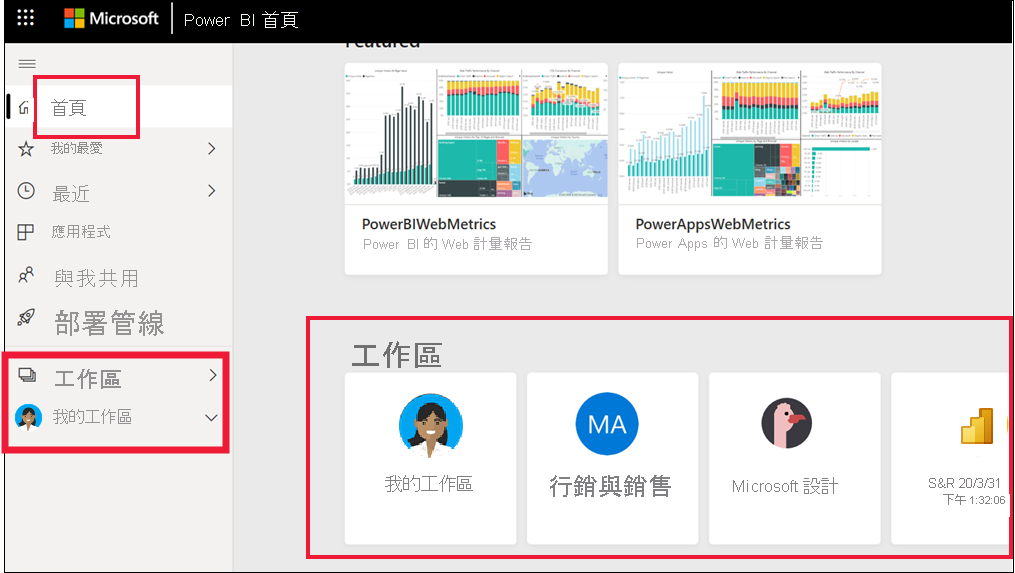 Microsoft
Power BI 首頁
首頁
我的最愛
最近
應用程式
與我共用
部署管線
工作區
我的工作區
Featured
PowerBIWebMetrics
Power BI 的 Web 計量報告
PowerAppsWebMetrics
Power Apps 的 Web 計量報告
工作區
我的工作區
MA
行銷與銷售
Microsoft 設計
S&R 20/3/31
下午 1:32:06